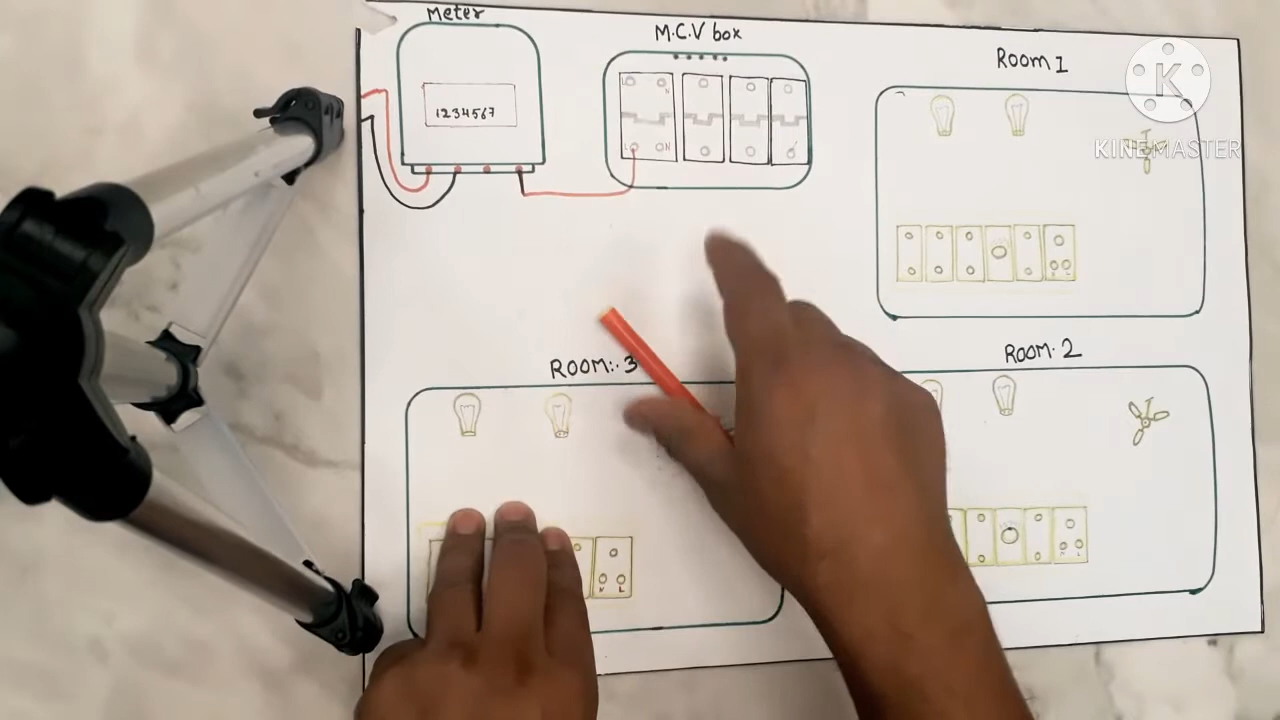 Meter
M.C.V box
Room 1
K
KINEMASTER
1234567
L N
ROOM:. 3
ROOM. 2
N L
N L